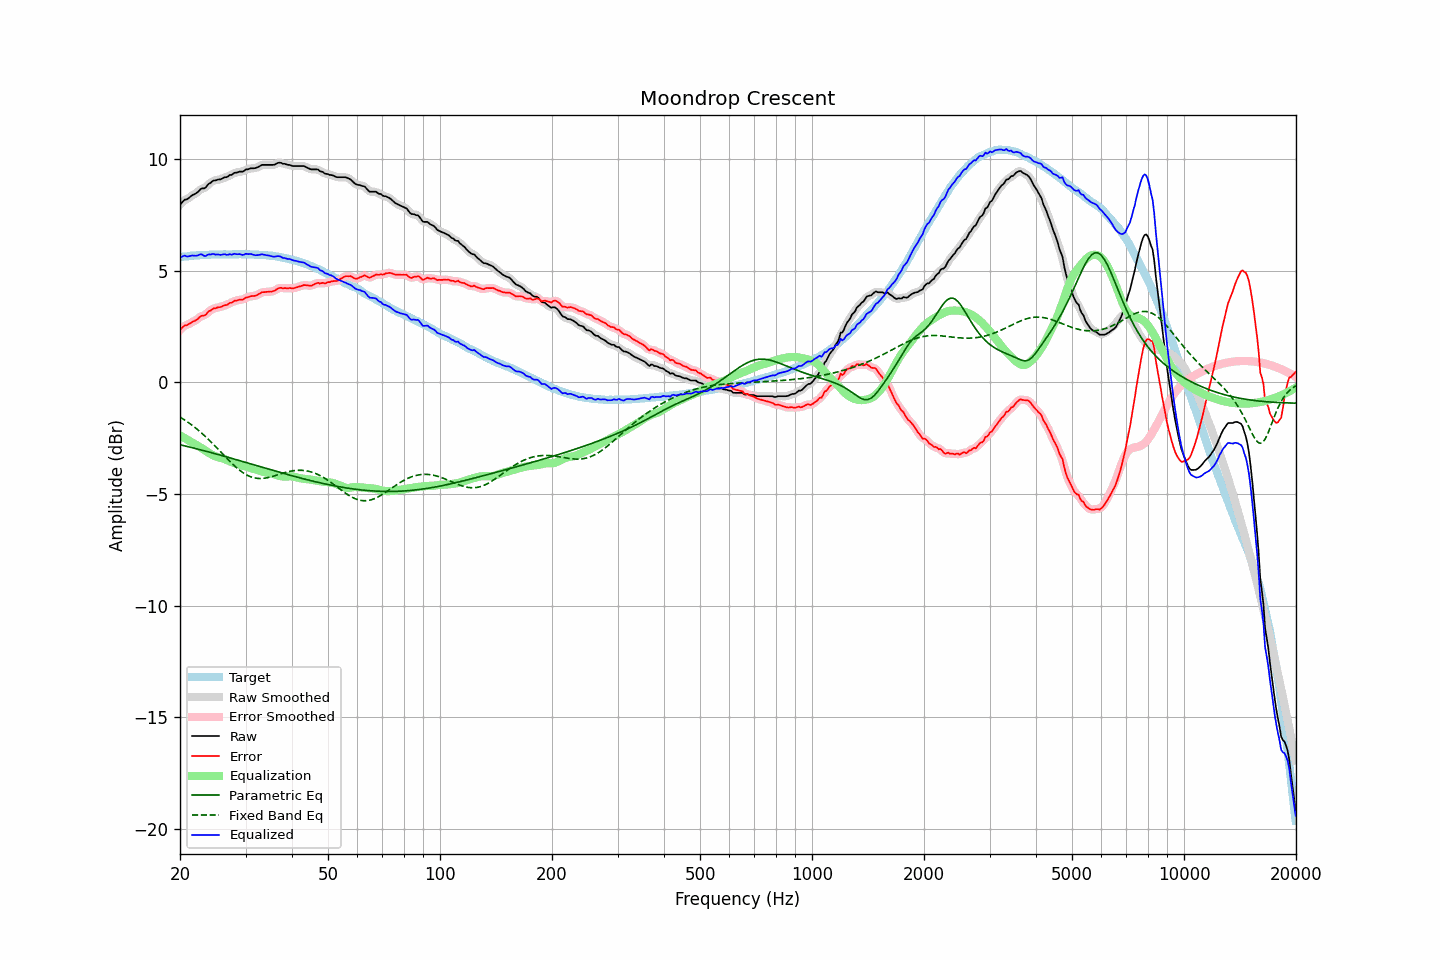 Moondrop Crescent
10
5
0
−5
−10
−15
−20
Amplitude (dBr)
Target
Raw Smoothed
Error Smoothed
Raw
Error
Equalization
Parametric Eq
Fixed Band Eq
Equalized
20 50 100 200 500 1000 2000 5000 10000 20000
Frequency (Hz)